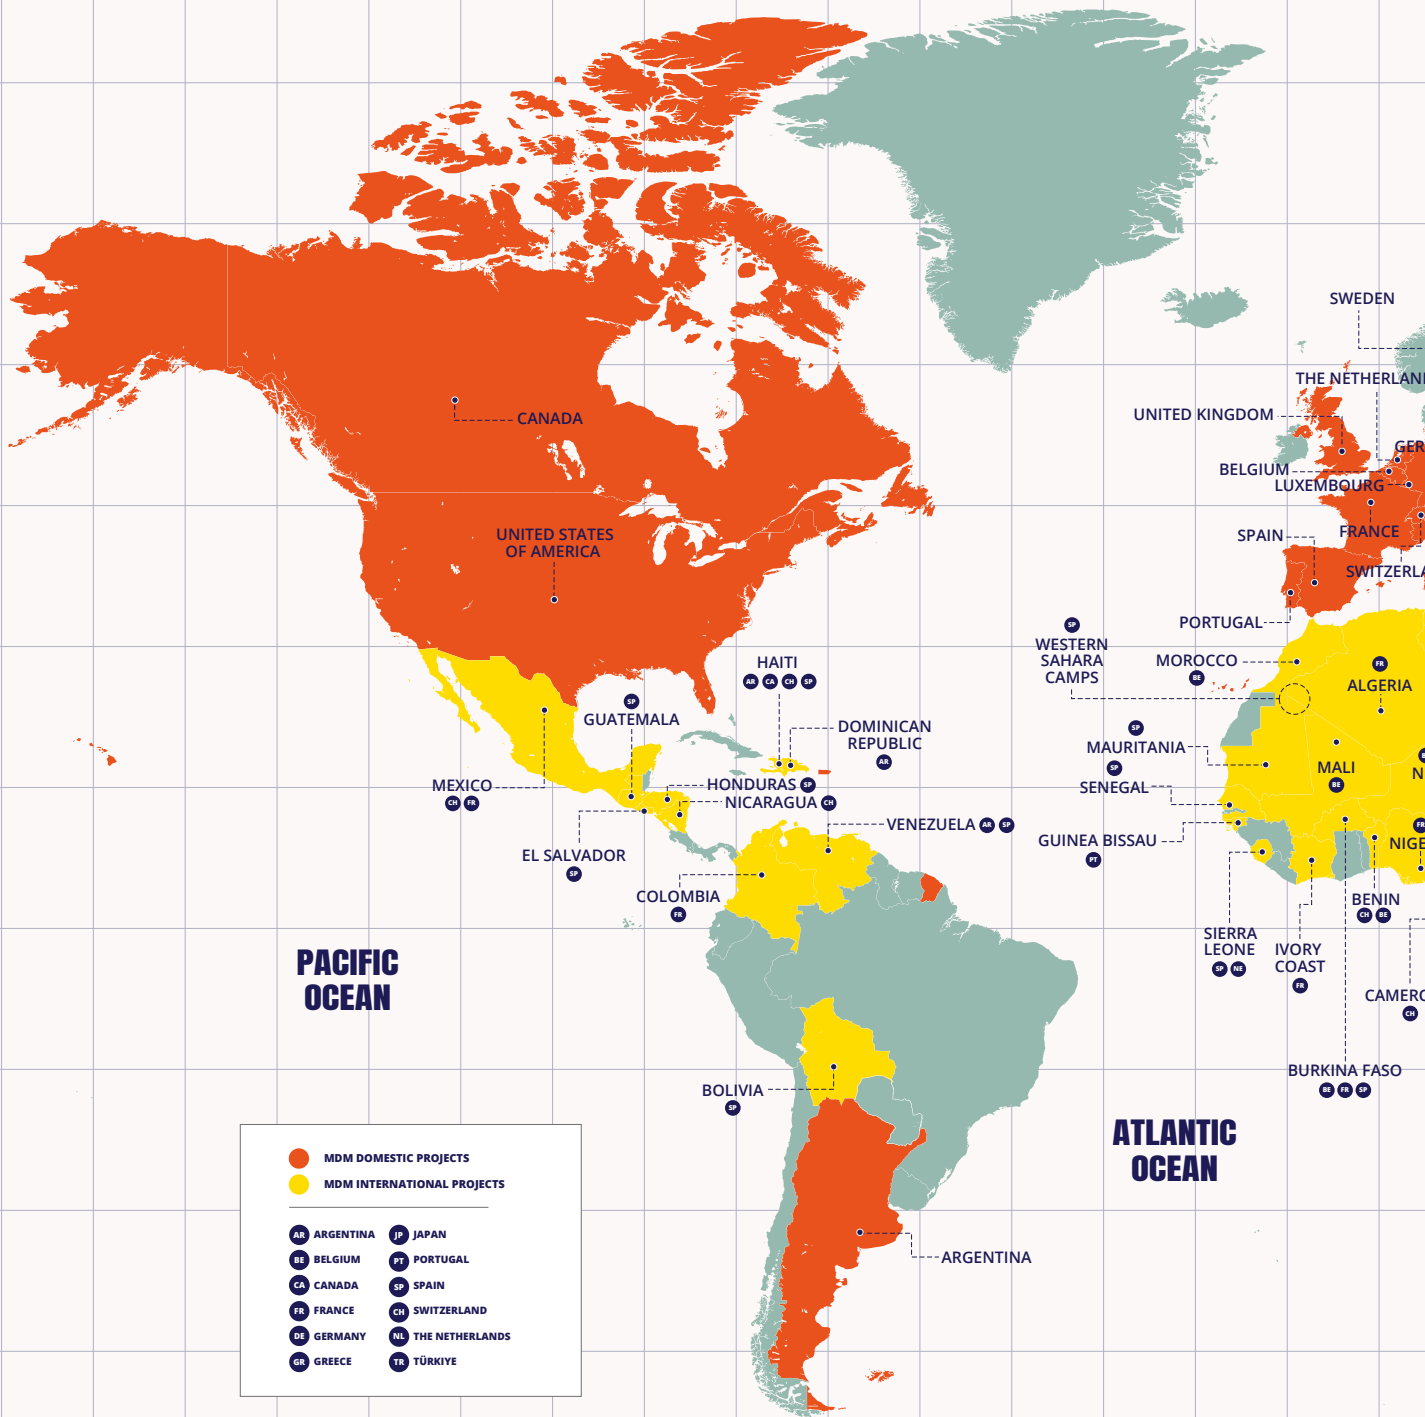 SWEDEN
THE NETHERLAN
UNITED KINGDOM
CANADA
GER
BELGIUM
LUXEMBOURG
UNITED STATES
OF AMERICA
SPAIN
FRANCE
SWITZERLA
PORTUGAL
SP
WESTERN
SAHARA
CAMPS
MOROCCO
BE
FR
ALGERIA
HAITI
AR CA CH SP
SP
GUATEMALA
DOMINICAN
REPUBLIC
AR
SP
MAURITANIA
SP
SENEGAL
MALI
BE
N
MEXICO
CH FR
HONDURAS SP
NICARAGUA CH
VENEZUELA AR SP
GUINEA BISSAU
PT
FR
NIGE
EL SALVADOR
SP
COLOMBIA
FR
BENIN
CH BE
SIERRA
LEONE
SP NE
IVORY
COAST
FR
CAMERO
CH
PACIFIC
OCEAN
BURKINA FASO
BE FR SP
BOLIVIA
SP
ATLANTIC
OCEAN
ARGENTINA
MDM DOMESTIC PROJECTS
MDM INTERNATIONAL PROJECTS
AR ARGENTINA
BE BELGIUM
CA CANADA
FR FRANCE
DE GERMANY
GR GREECE
JP JAPAN
PT PORTUGAL
SP SPAIN
CH SWITZERLAND
NL THE NETHERLANDS
TR TÜRKIYE